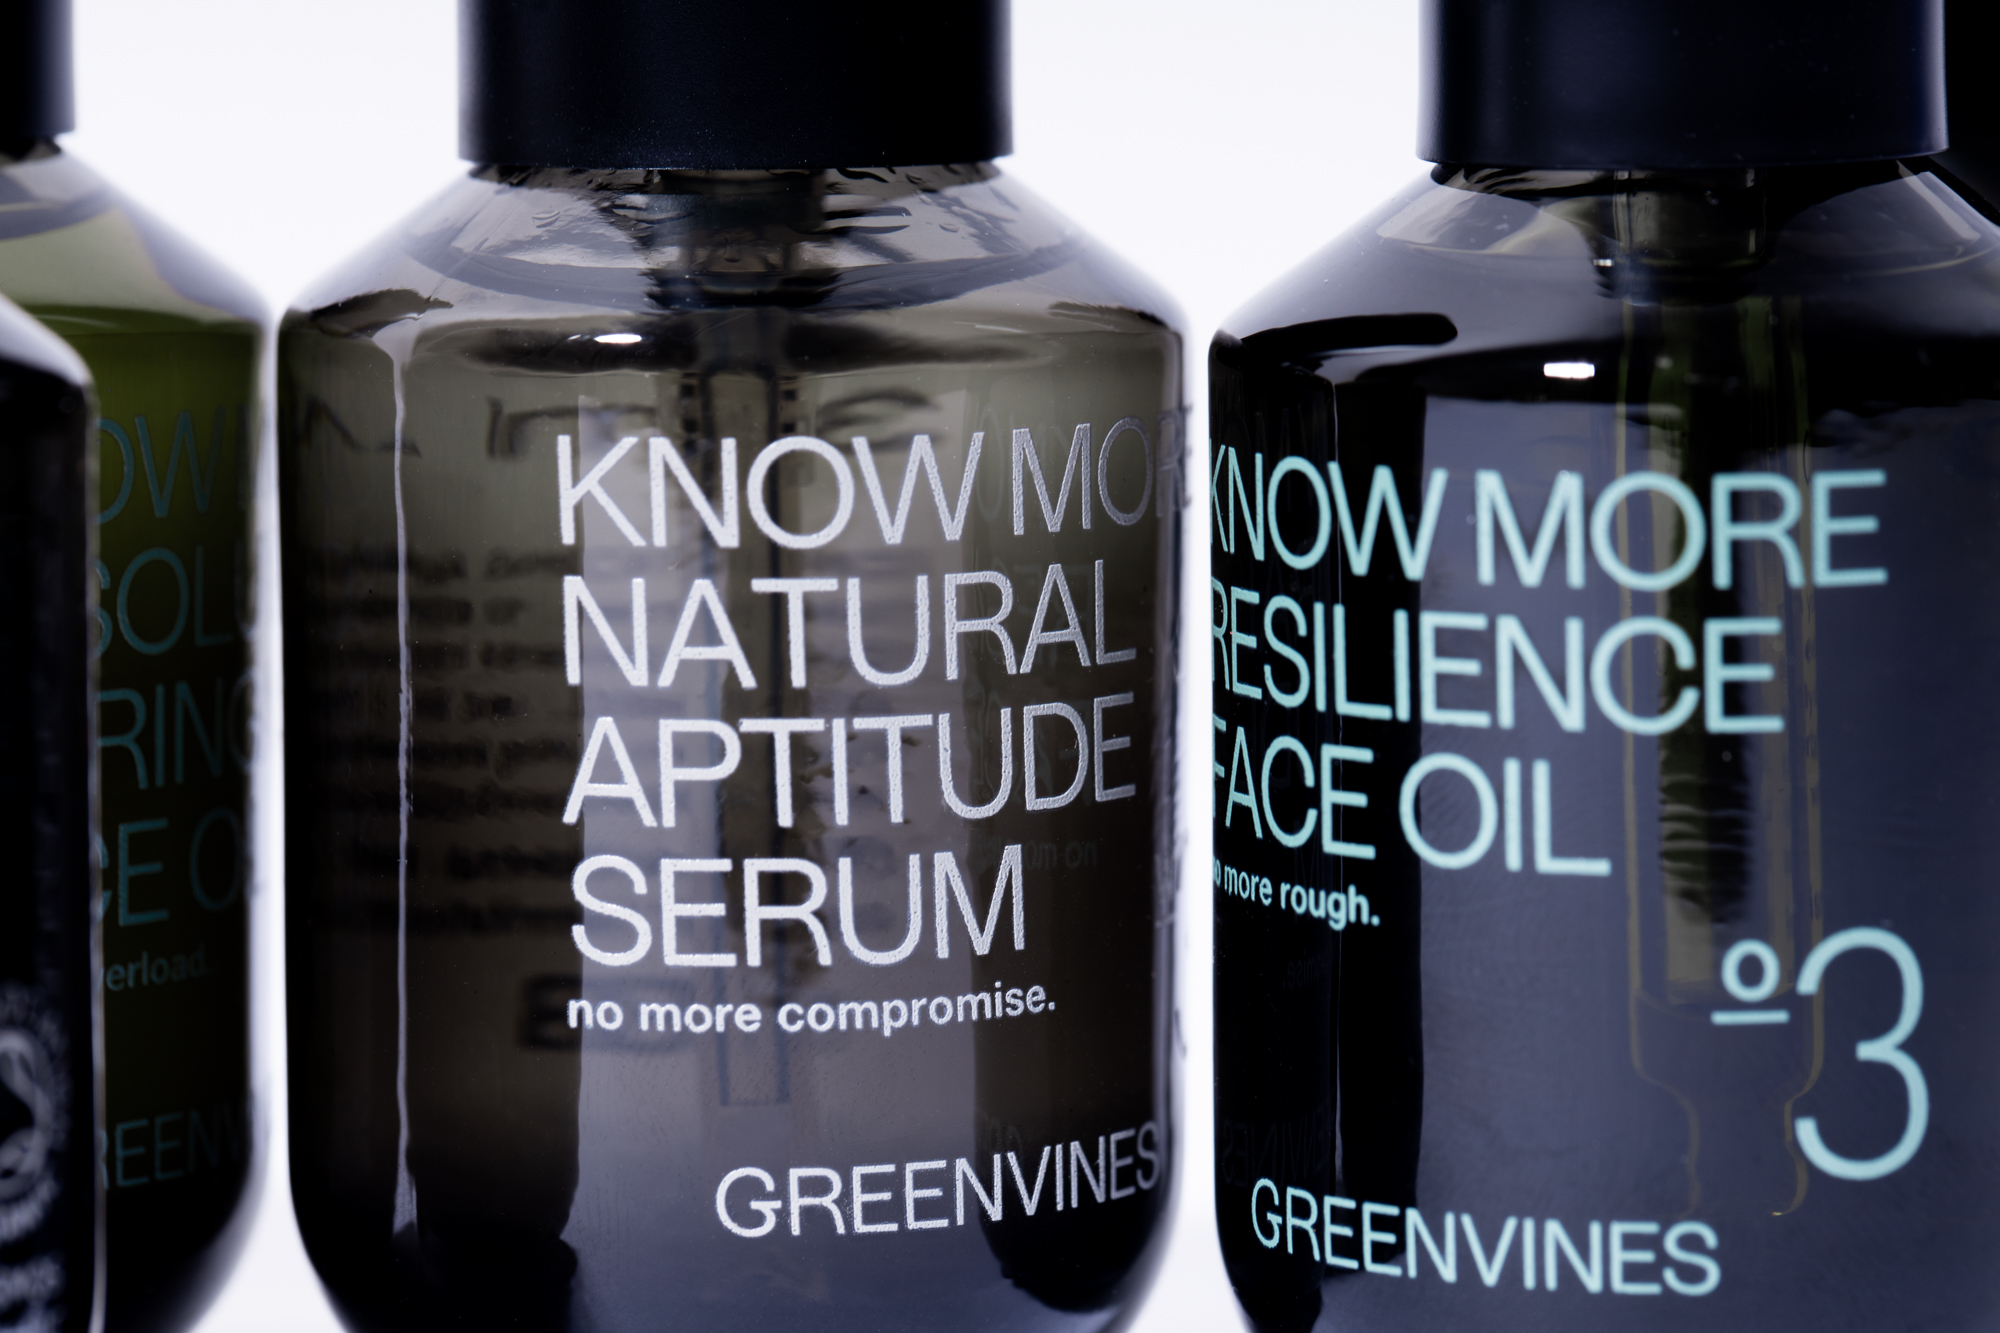 KNOW MORE
NATURAL
APTITUDE
SERUM
no more compromise.
GREENVINES
KNOW MORE
RESILIENCE
FACE OIL
no more rough.
º3
GREENVINES